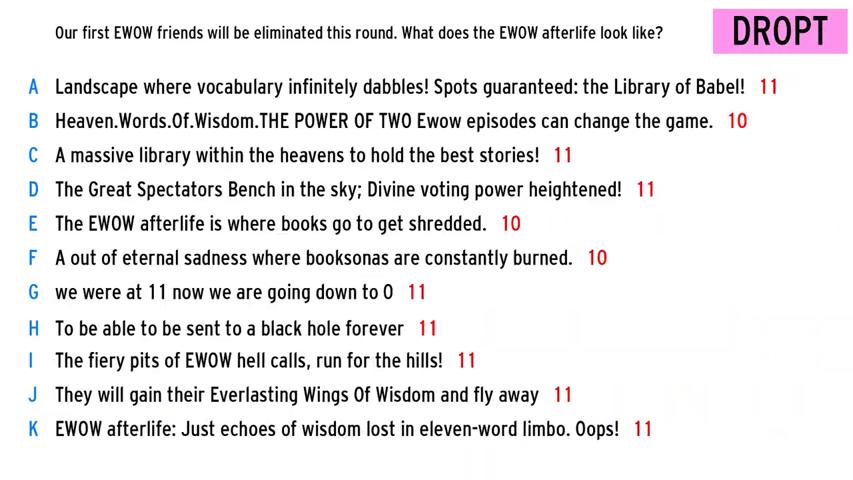 Our first EWOW friends will be eliminated this round. What does the EWOW afterlife look like?
DROPT
A Landscape where vocabulary infinitely dabbles! Spots guaranteed: the Library of Babel! 11
B Heaven.Words.Of.Wisdom.THE POWER OF TWO Ewow episodes can change the game. 10
C A massive library within the heavens to hold the best stories! 11
D The Great Spectators Bench in the sky; Divine voting power heightened! 11
E The EWOW afterlife is where books go to get shredded. 10
F A out of eternal sadness where booksonas are constantly burned. 10
G we were at 11 now we are going down to 0 11
H To be able to be sent to a black hole forever 11
I The fiery pits of EWOW hell calls, run for the hills! 11
J They will gain their Everlasting Wings Of Wisdom and fly away 11
K EWOW afterlife: Just echoes of wisdom lost in eleven-word limbo. Oops! 11